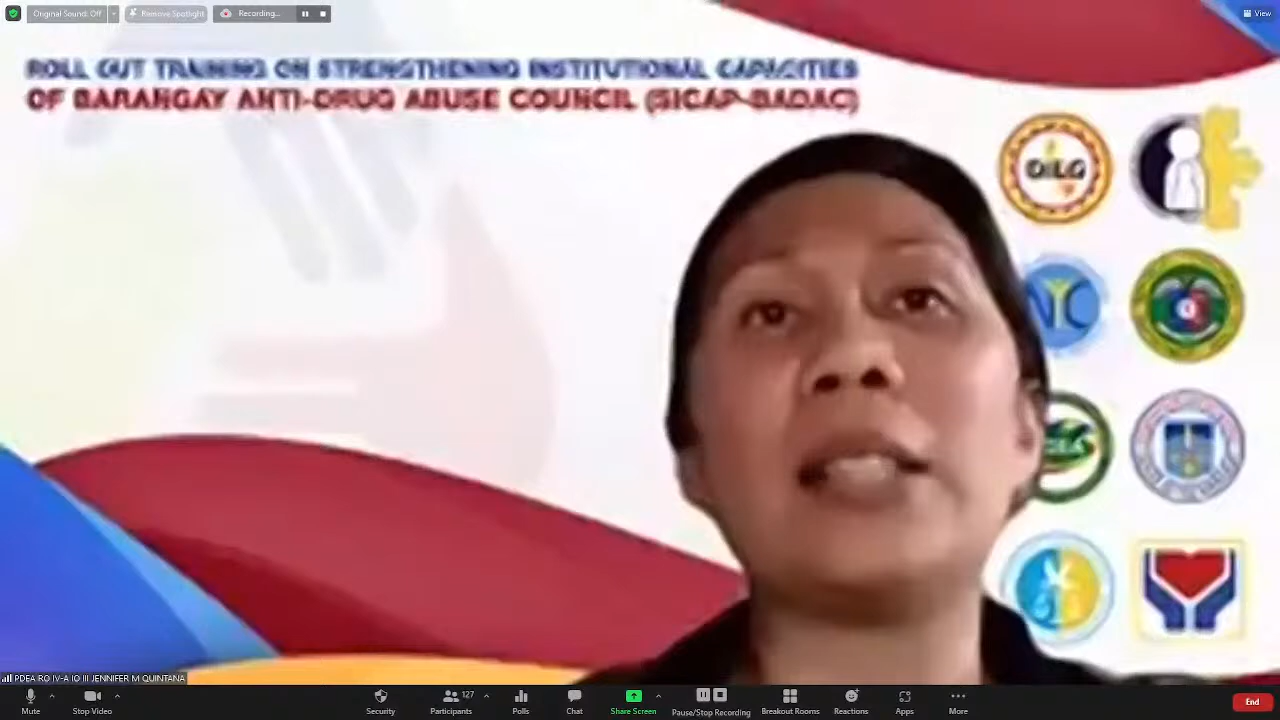 Original Sound: Off
Remove Spotlight
Recording...
View
ROLL OUT TRAINING ON STRENGTHENING INSTITUTIONAL CAPACITIES
OF BARANGAY ANTI-DRUG ABUSE COUNCIL (SICAP-BADAC)
DILG
PDEA RO IV-A IO III JENNIFER M QUINTANA
Mute
Stop Video
Security
Participants
127
Polls
Chat
Share Screen
Pause/Stop Recording
Breakout Rooms
Reactions
Apps
More
End